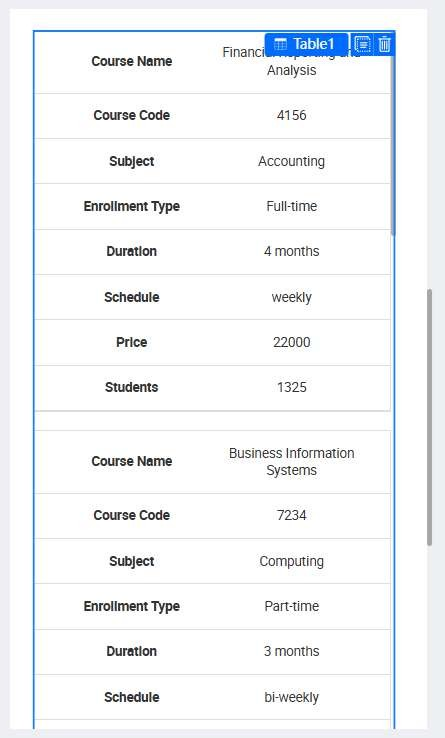 Table1
Course Name Financial Reporting and
Analysis
Course Code 4156
Subject Accounting
Enrollment Type Full-time
Duration 4 months
Schedule weekly
Price 22000
Students 1325
Course Name Business Information
Systems
Course Code 7234
Subject Computing
Enrollment Type Part-time
Duration 3 months
Schedule bi-weekly